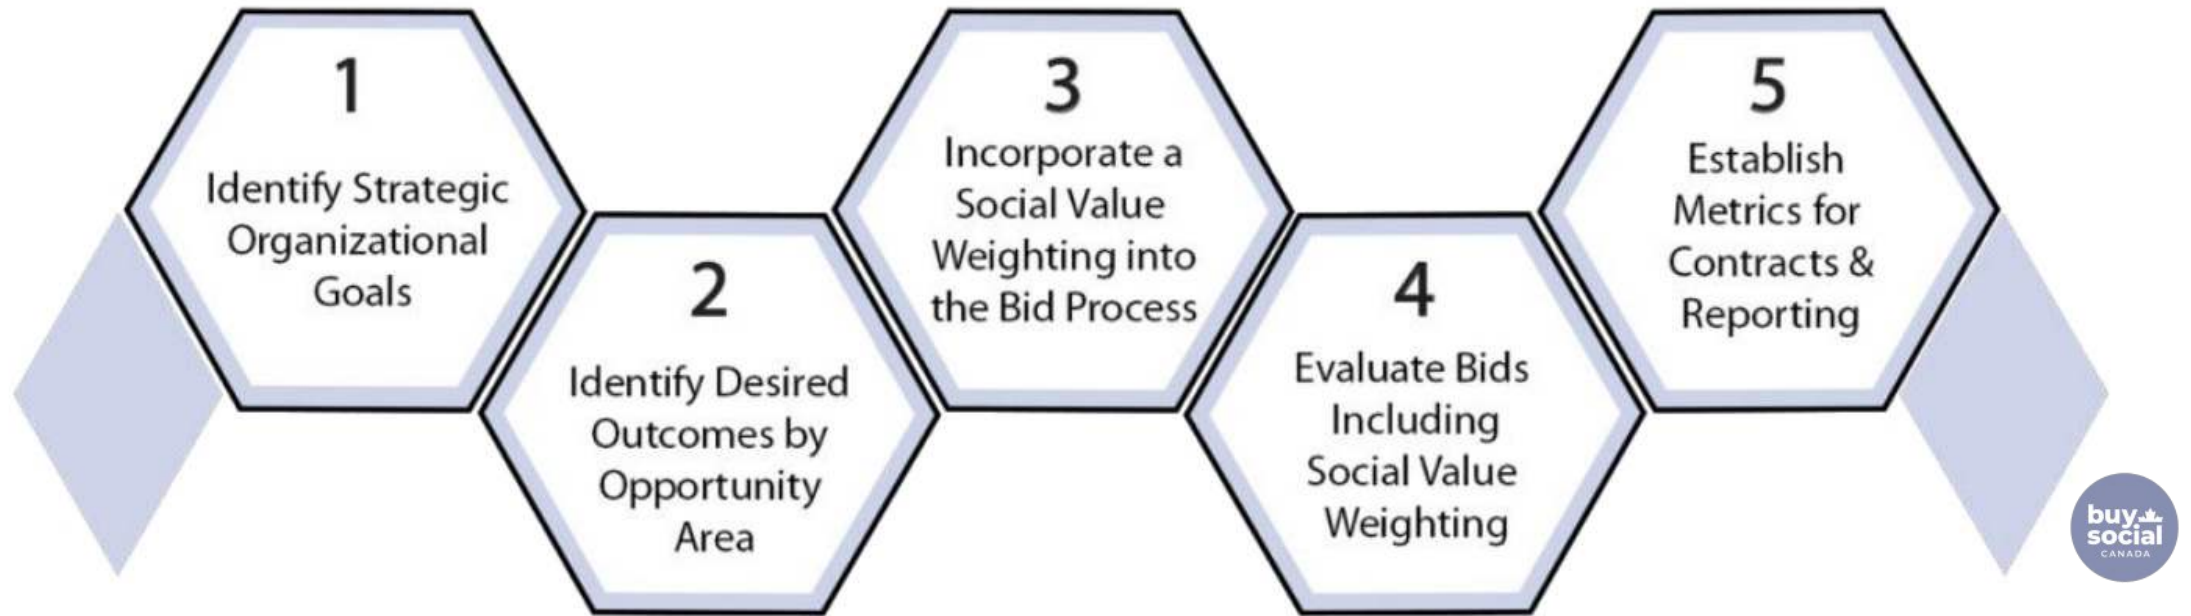 1
Identify Strategic
Organizational
Goals
2
Identify Desired
Outcomes by
Opportunity
Area
3
Incorporate a
Social Value
Weighting into
the Bid Process
4
Evaluate Bids
Including
Social Value
Weighting
5
Establish
Metrics for
Contracts &
Reporting
buy
social
CANADA